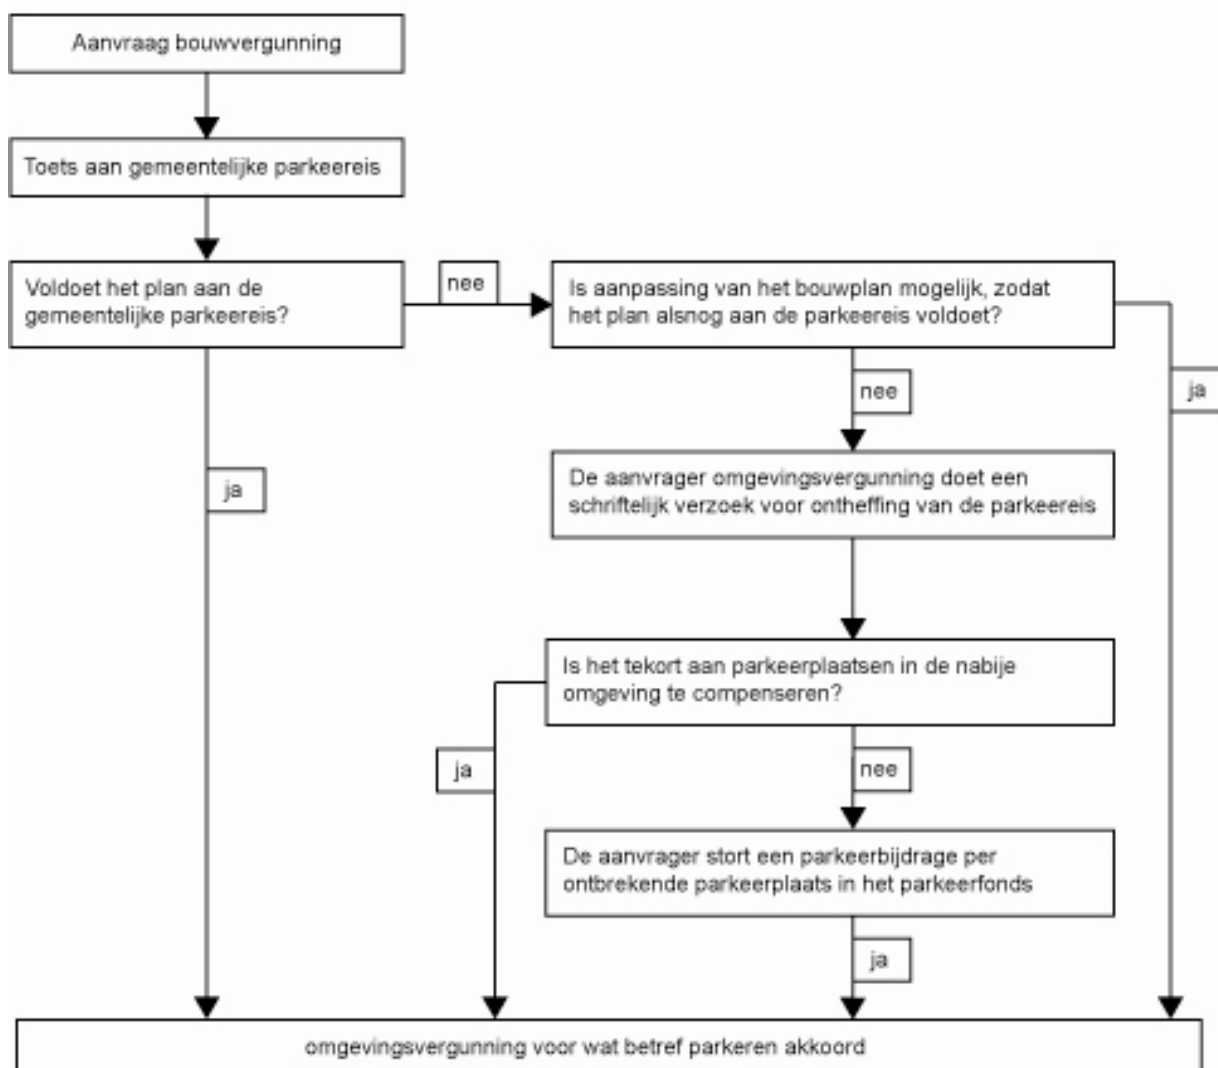 Aanvraag bouwvergunning
Toets aan gemeentelijke parkeereis
Voldoet het plan aan de
gemeentelijke parkeereis?
nee
Is aanpassing van het bouwplan mogelijk, zodat
het plan alsnog aan de parkeereis voldoet?
nee
ja
De aanvrager omgevingsvergunning doet een
schriftelijk verzoek voor ontheffing van de parkeereis
ja
Is het tekort aan parkeerplaatsen in de nabije
omgeving te compenseren?
ja
nee
De aanvrager stort een parkeerbijdrage per
ontbrekende parkeerplaats in het parkeerfonds
ja
omgevingsvergunning voor wat betref parkeren akkoord